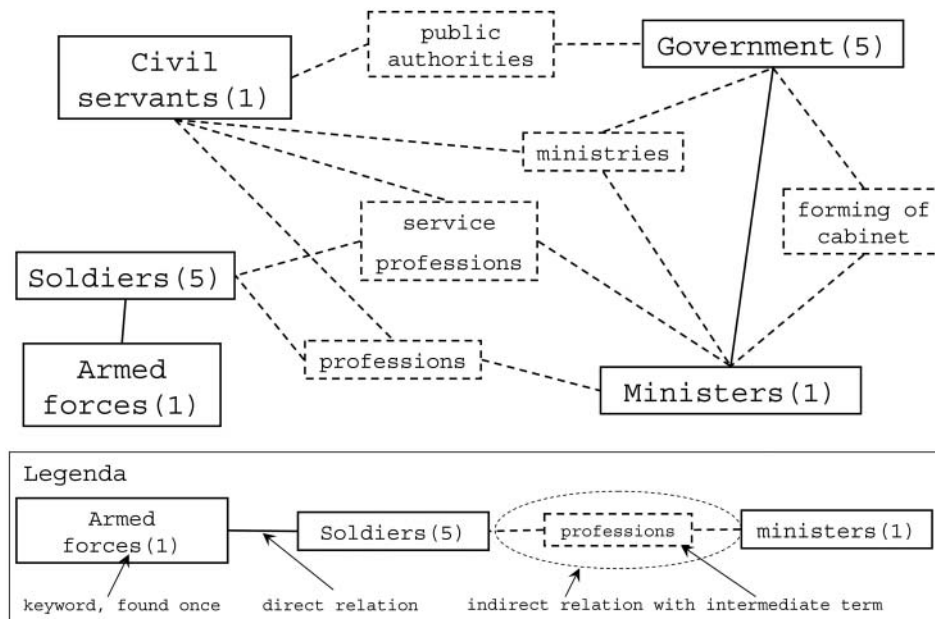 public
authorities
Government(5)
Civil
servants(1)
ministries
service
professions
forming of
cabinet
Soldiers(5)
professions
Armed
forces(1)
Ministers(1)
Legenda
Armed
forces(1)
Soldiers(5)
professions
ministers(1)
keyword, found once
direct relation
indirect relation with intermediate term